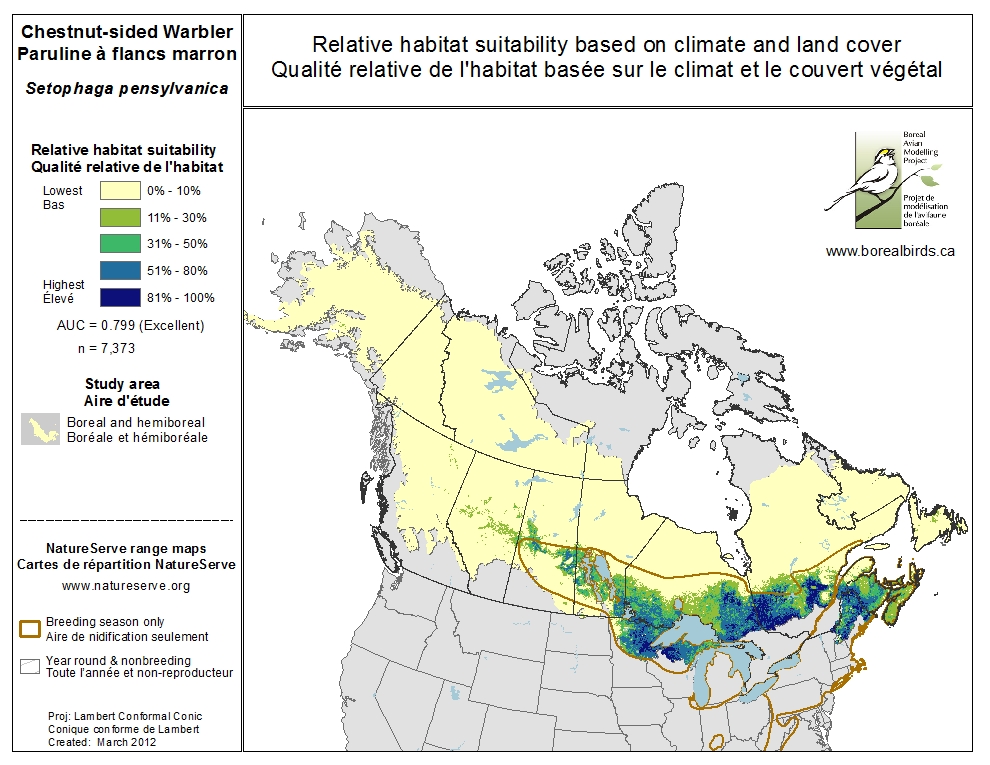 Chestnut-sided Warbler
Paruline à flancs marron
Setophaga pensylvanica
Relative habitat suitability based on climate and land cover
Qualité relative de l'habitat basée sur le climat et le couvert végétal
Relative habitat suitability
Qualité relative de l'habitat
Lowest
Bas
0% - 10%
11% - 30%
31% - 50%
51% - 80%
Highest
Élevé
81% - 100%
AUC = 0.799 (Excellent)
n = 7,373
Study area
Aire d'étude
Boreal and hemiboreal
Boréale et hémiboréale
NatureServe range maps
Cartes de répartition NatureServe
www.natureserve.org
Breeding season only
Aire de nidification seulement
Year round & nonbreeding
Toute l'année et non-reproducteur
Proj: Lambert Conformal Conic
Conique conforme de Lambert
Created: March 2012
Boreal
Avian
Modelling
Project
Projet de
modélisation
de l'avifaune
boréale
www.borealbirds.ca